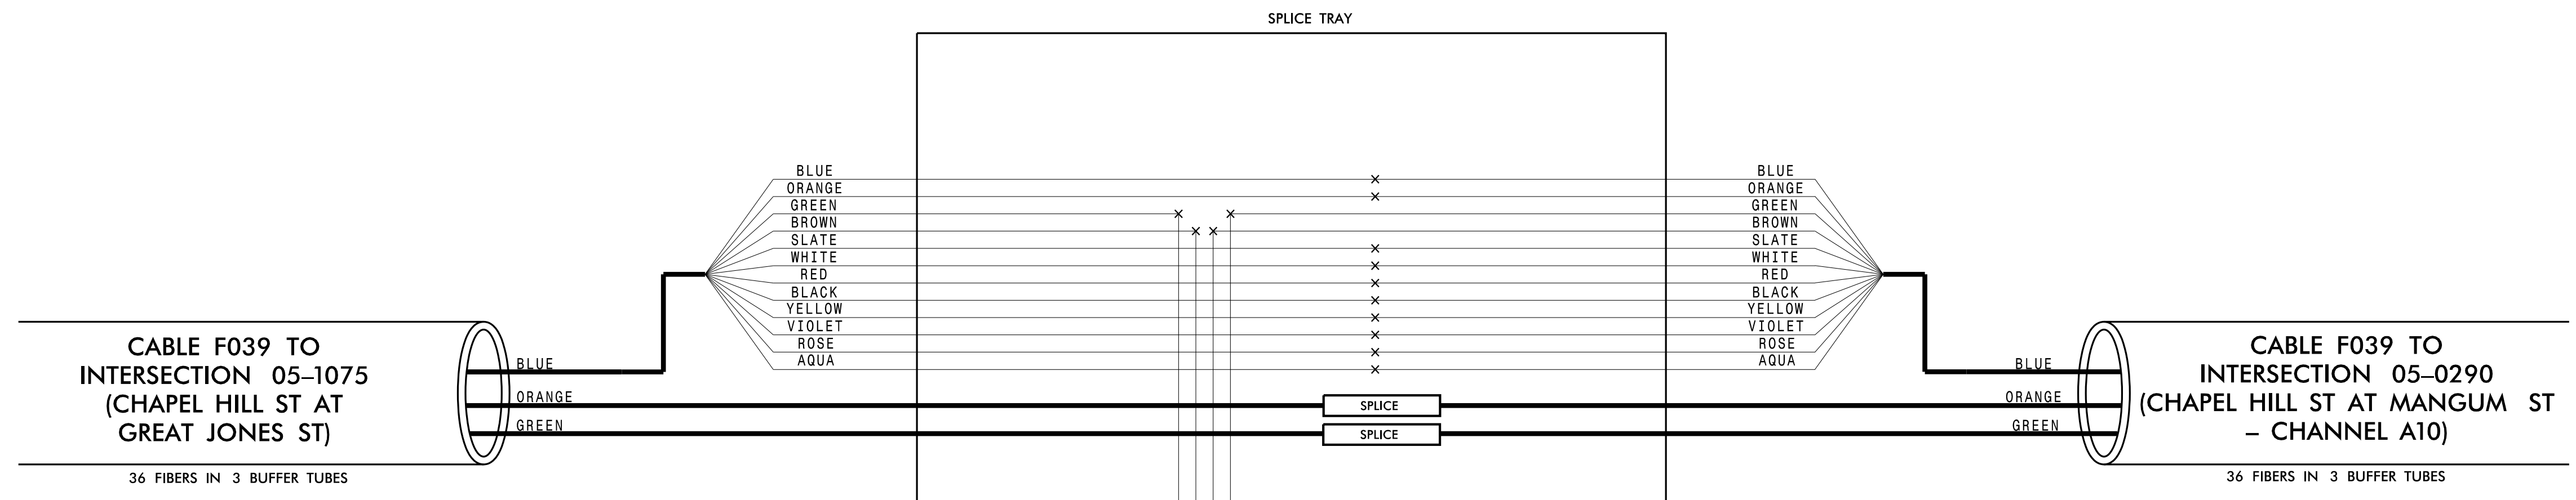 SPLICE TRAY
BLUE
ORANGE
GREEN
BROWN
SLATE
WHITE
RED
BLACK
YELLOW
VIOLET
ROSE
AQUA
BLUE
ORANGE
GREEN
BROWN
SLATE
WHITE
RED
BLACK
YELLOW
VIOLET
ROSE
AQUA
CABLE F039 TO
INTERSECTION 05–1075
(CHAPEL HILL ST AT
GREAT JONES ST)
36 FIBERS IN 3 BUFFER TUBES
BLUE
ORANGE
GREEN
SPLICE
SPLICE
BLUE
ORANGE
GREEN
CABLE F039 TO
INTERSECTION 05–0290
(CHAPEL HILL ST AT MANGUM ST
– CHANNEL A10)
36 FIBERS IN 3 BUFFER TUBES